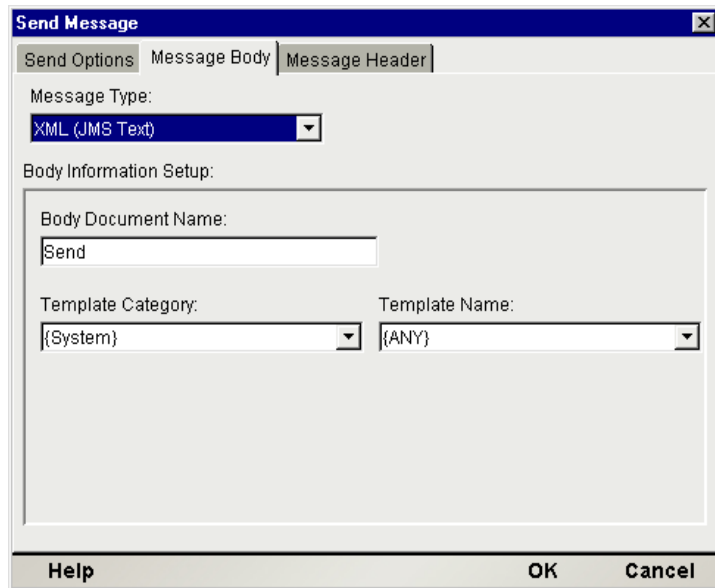 Send Message
Send Options Message Body Message Header
Message Type:
XML (JMS Text)
Body Information Setup:
Body Document Name:
Send
Template Category: Template Name:
{System} {ANY}
Help OK Cancel